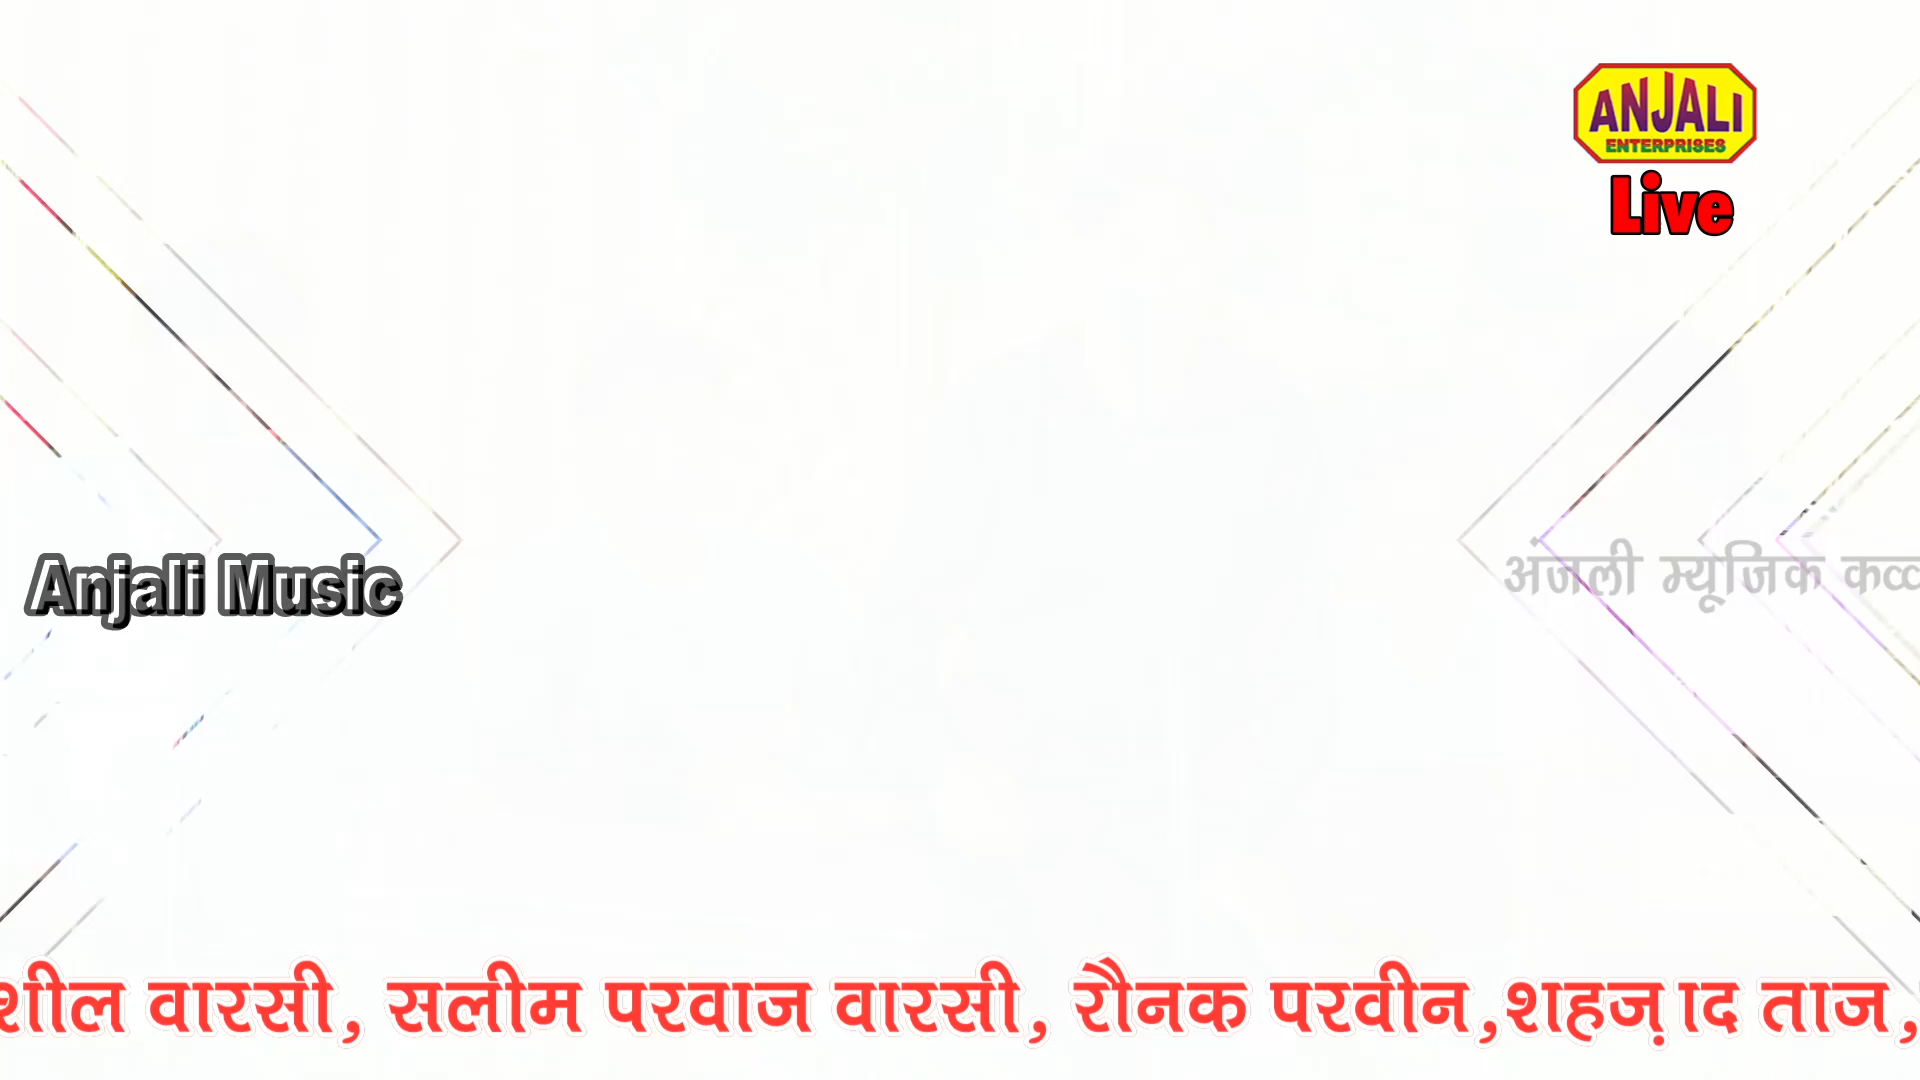 ANJALI
ENTERPRISES
Live
Anjali Music
अंजली म्यूजिक
वारसी, सलीम परवाज वारसी, रौनक परवीन,शहज़ाद ताज,